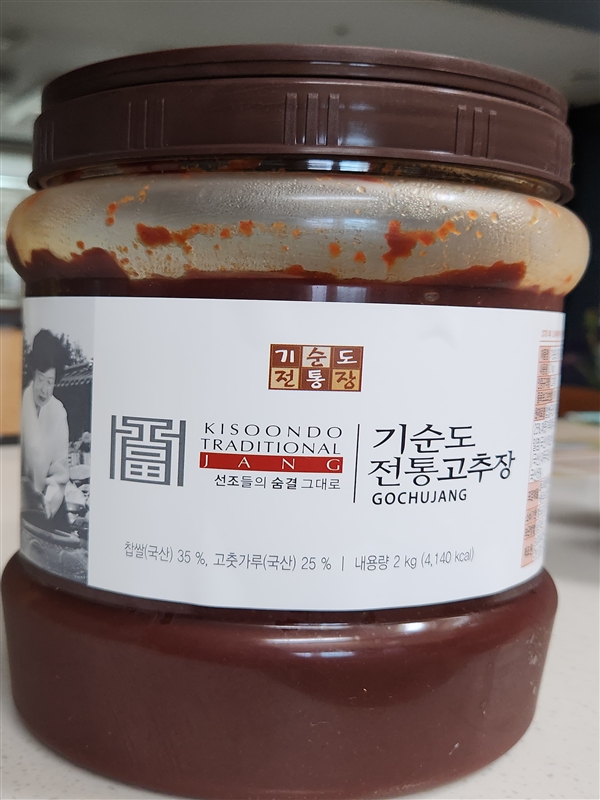 기순도
전통장
KISOONDO
TRADITIONAL
JANG
선조들의 숨결 그대로
기순도
전통고추장
GOCHUJANG
찹쌀(국산) 35 %, 고춧가루(국산) 25 % | 내용량 2 kg (4,140 kcal)